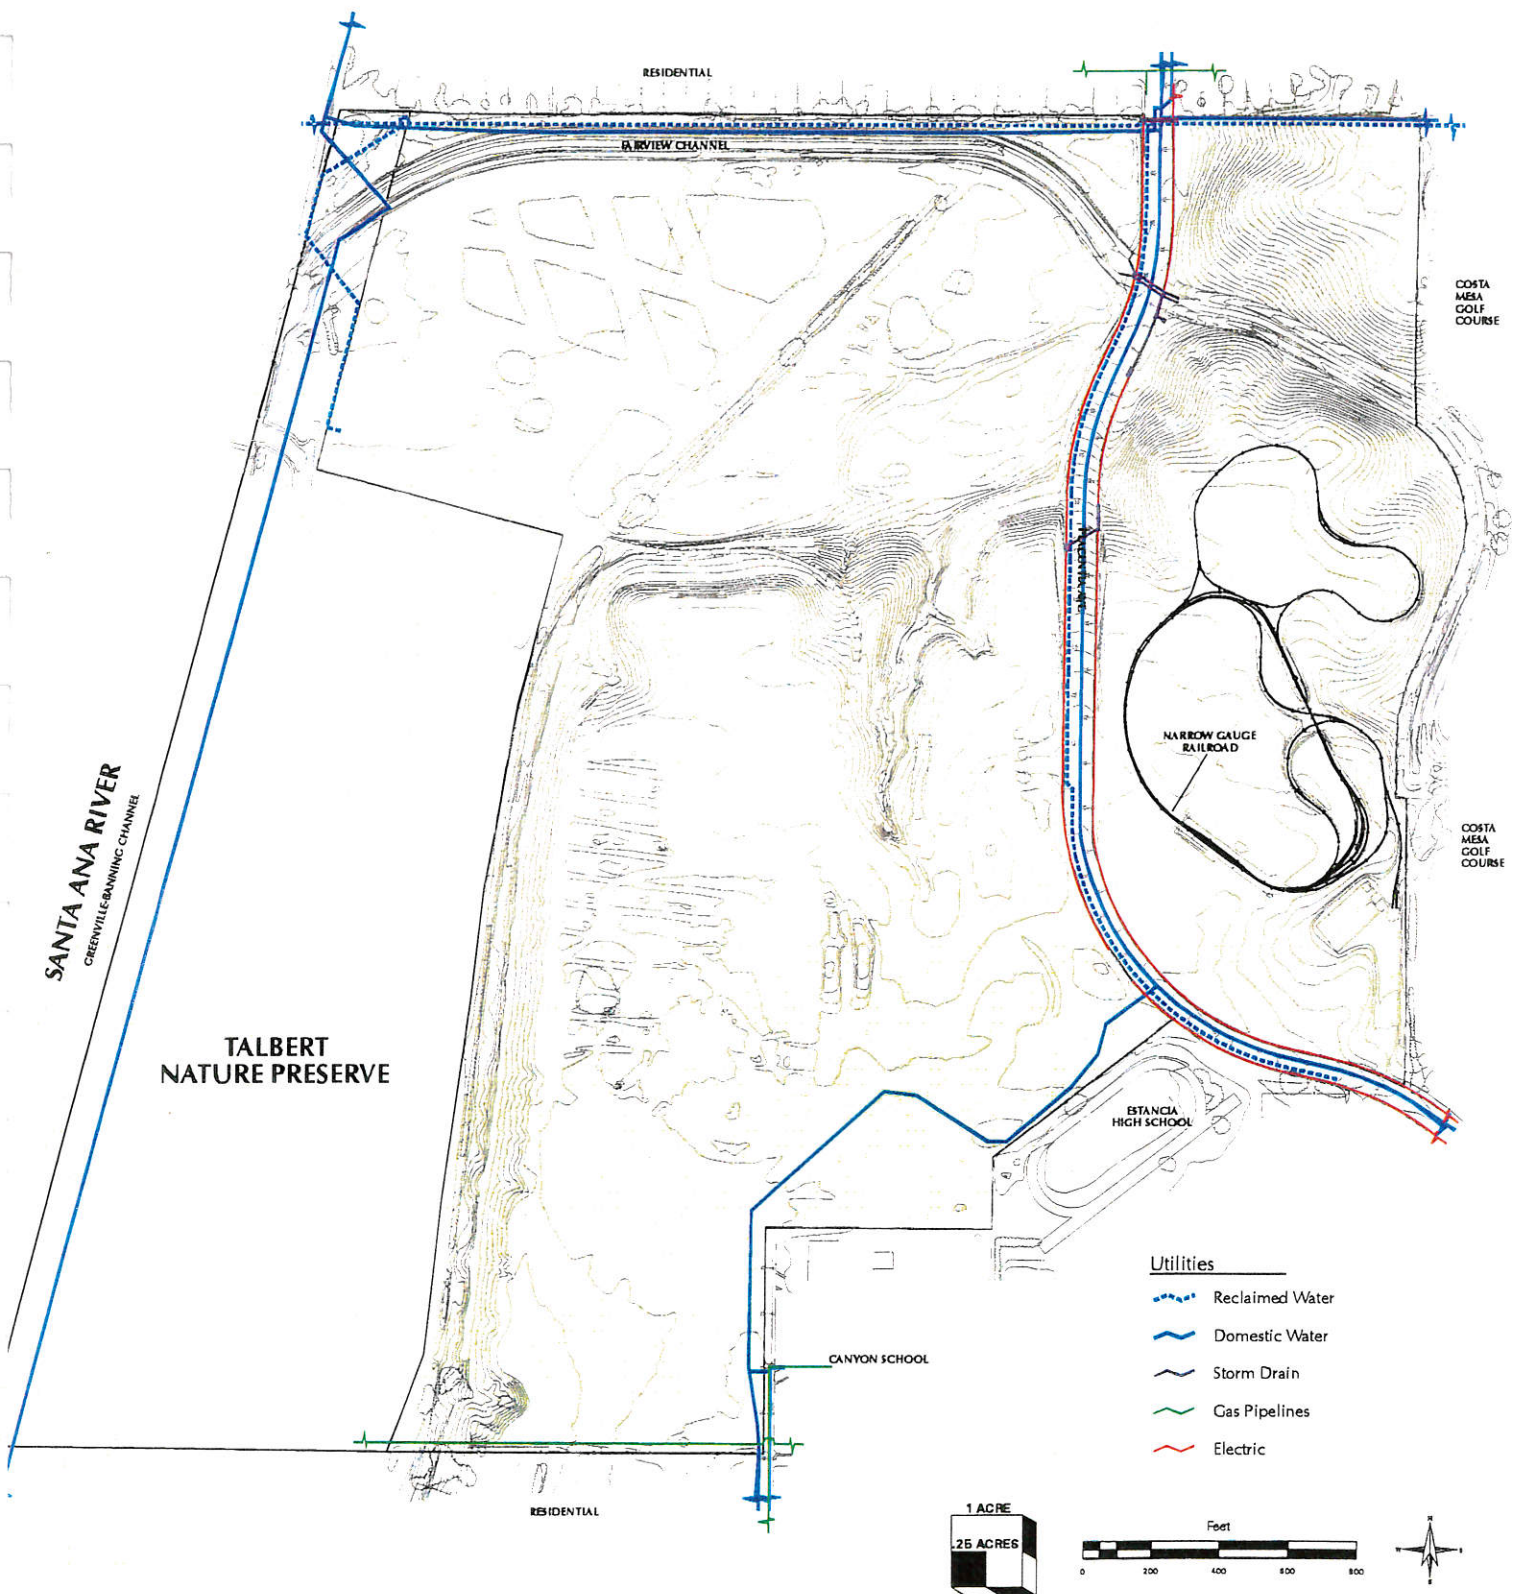 RESIDENTIAL
FAIRVIEW CHANNEL
COSTA
MESA
GOLF
COURSE
PLACENTIA AVE.
NARROW GAUGE
RAILROAD
SANTA ANA RIVER
GREENVILLE-BANNING CHANNEL
COSTA
MESA
GOLF
COURSE
TALBERT
NATURE PRESERVE
ESTANCIA
HIGH SCHOOL
CANYON SCHOOL
RESIDENTIAL
Utilities
Reclaimed Water
Domestic Water
Storm Drain
Gas Pipelines
Electric
1 ACRE
.25 ACRES
Feet
0 200 400 600 800